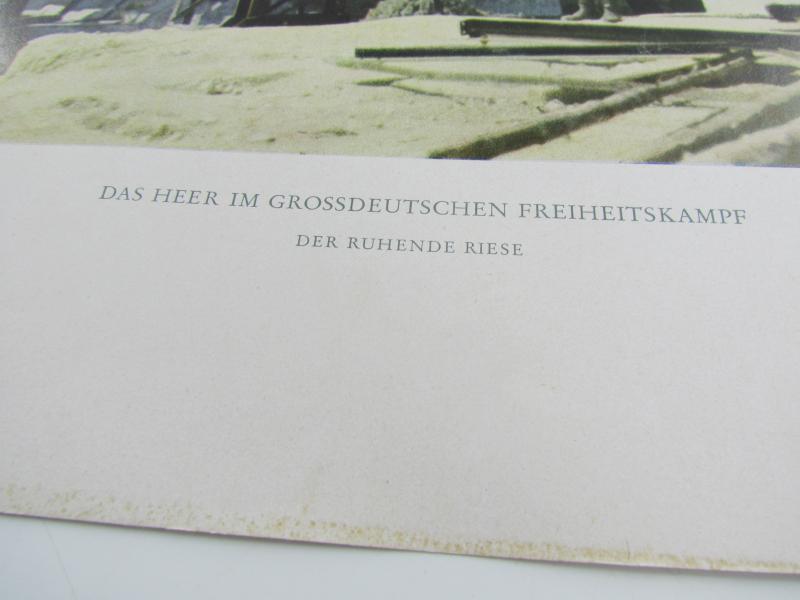 DAS HEER IM GROSSDEUTSCHEN FREIHEITSKAMPF
DER RUHENDE RIESE